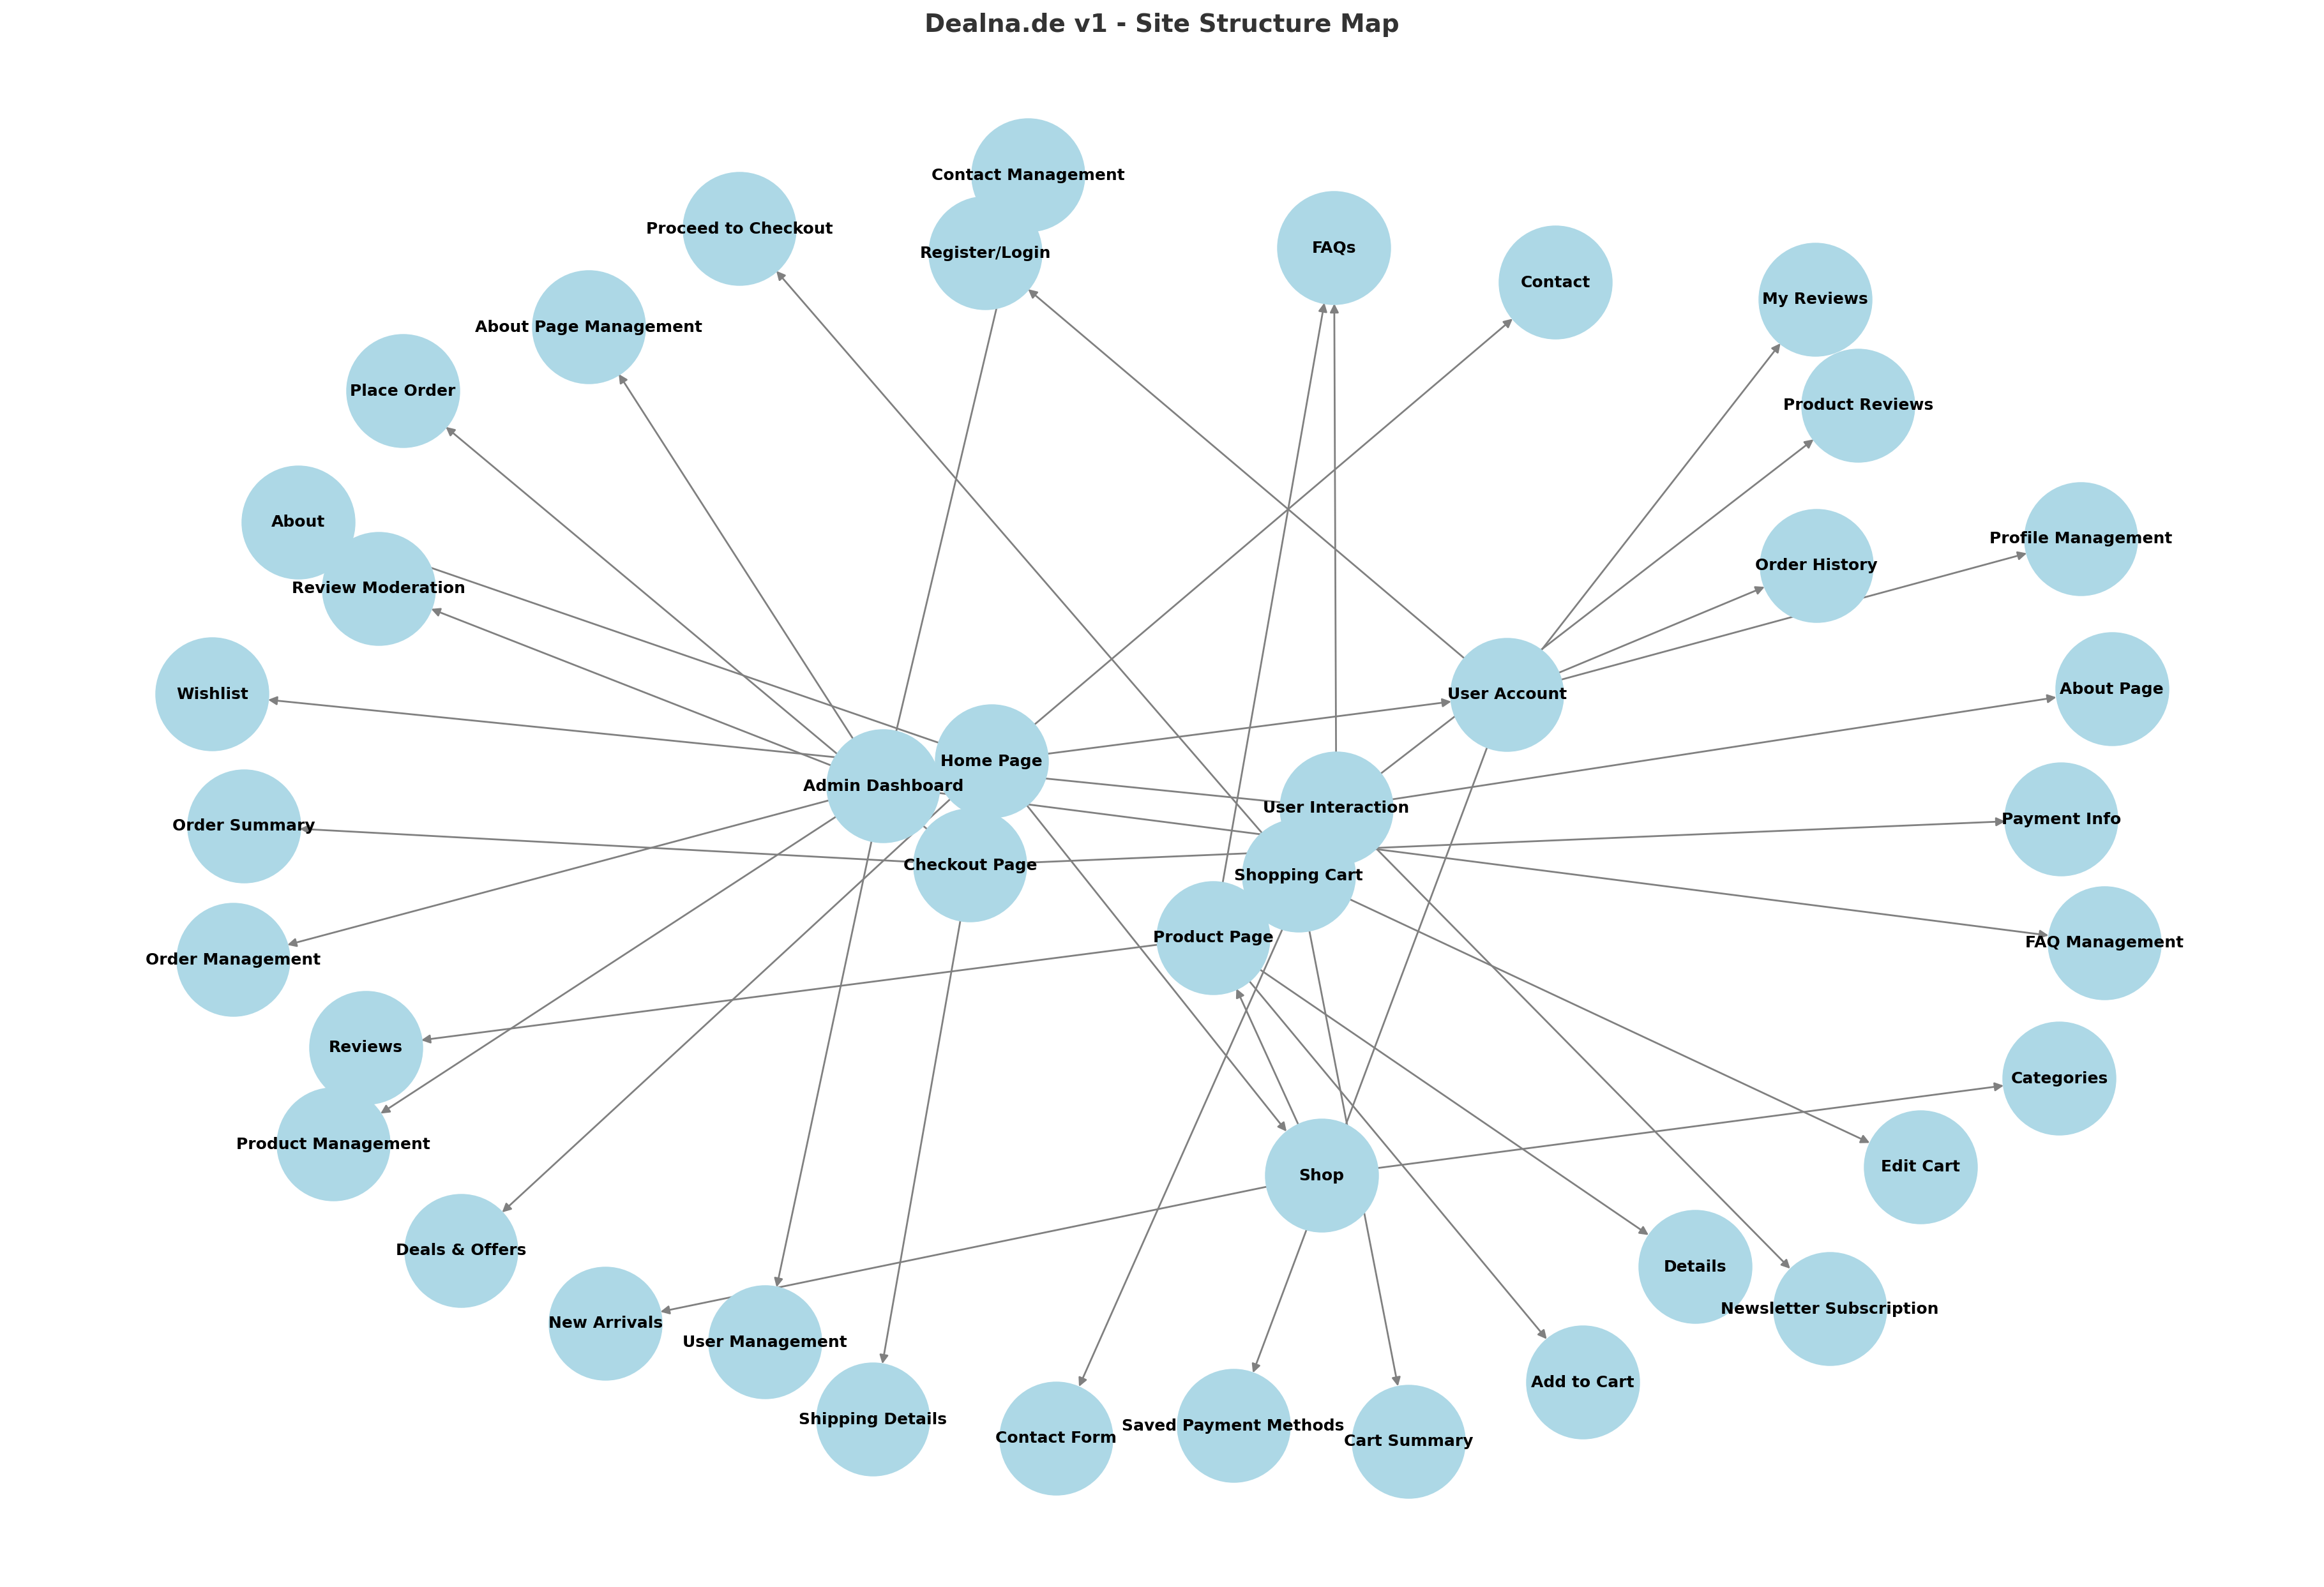 Dealna.de v1 - Site Structure Map
Contact Management
Proceed to Checkout
FAQs
Register/Login
Contact
My Reviews
About Page Management
Place Order
Product Reviews
About
Profile Management
Order History
Review Moderation
About Page
Wishlist
User Account
Home Page
Admin Dashboard
User Interaction
Payment Info
Order Summary
Checkout Page
Shopping Cart
Product Page
FAQ Management
Order Management
Reviews
Categories
Product Management
Edit Cart
Shop
Deals & Offers
Details
Newsletter Subscription
New Arrivals
User Management
Add to Cart
Shipping Details
Saved Payment Methods
Contact Form
Cart Summary